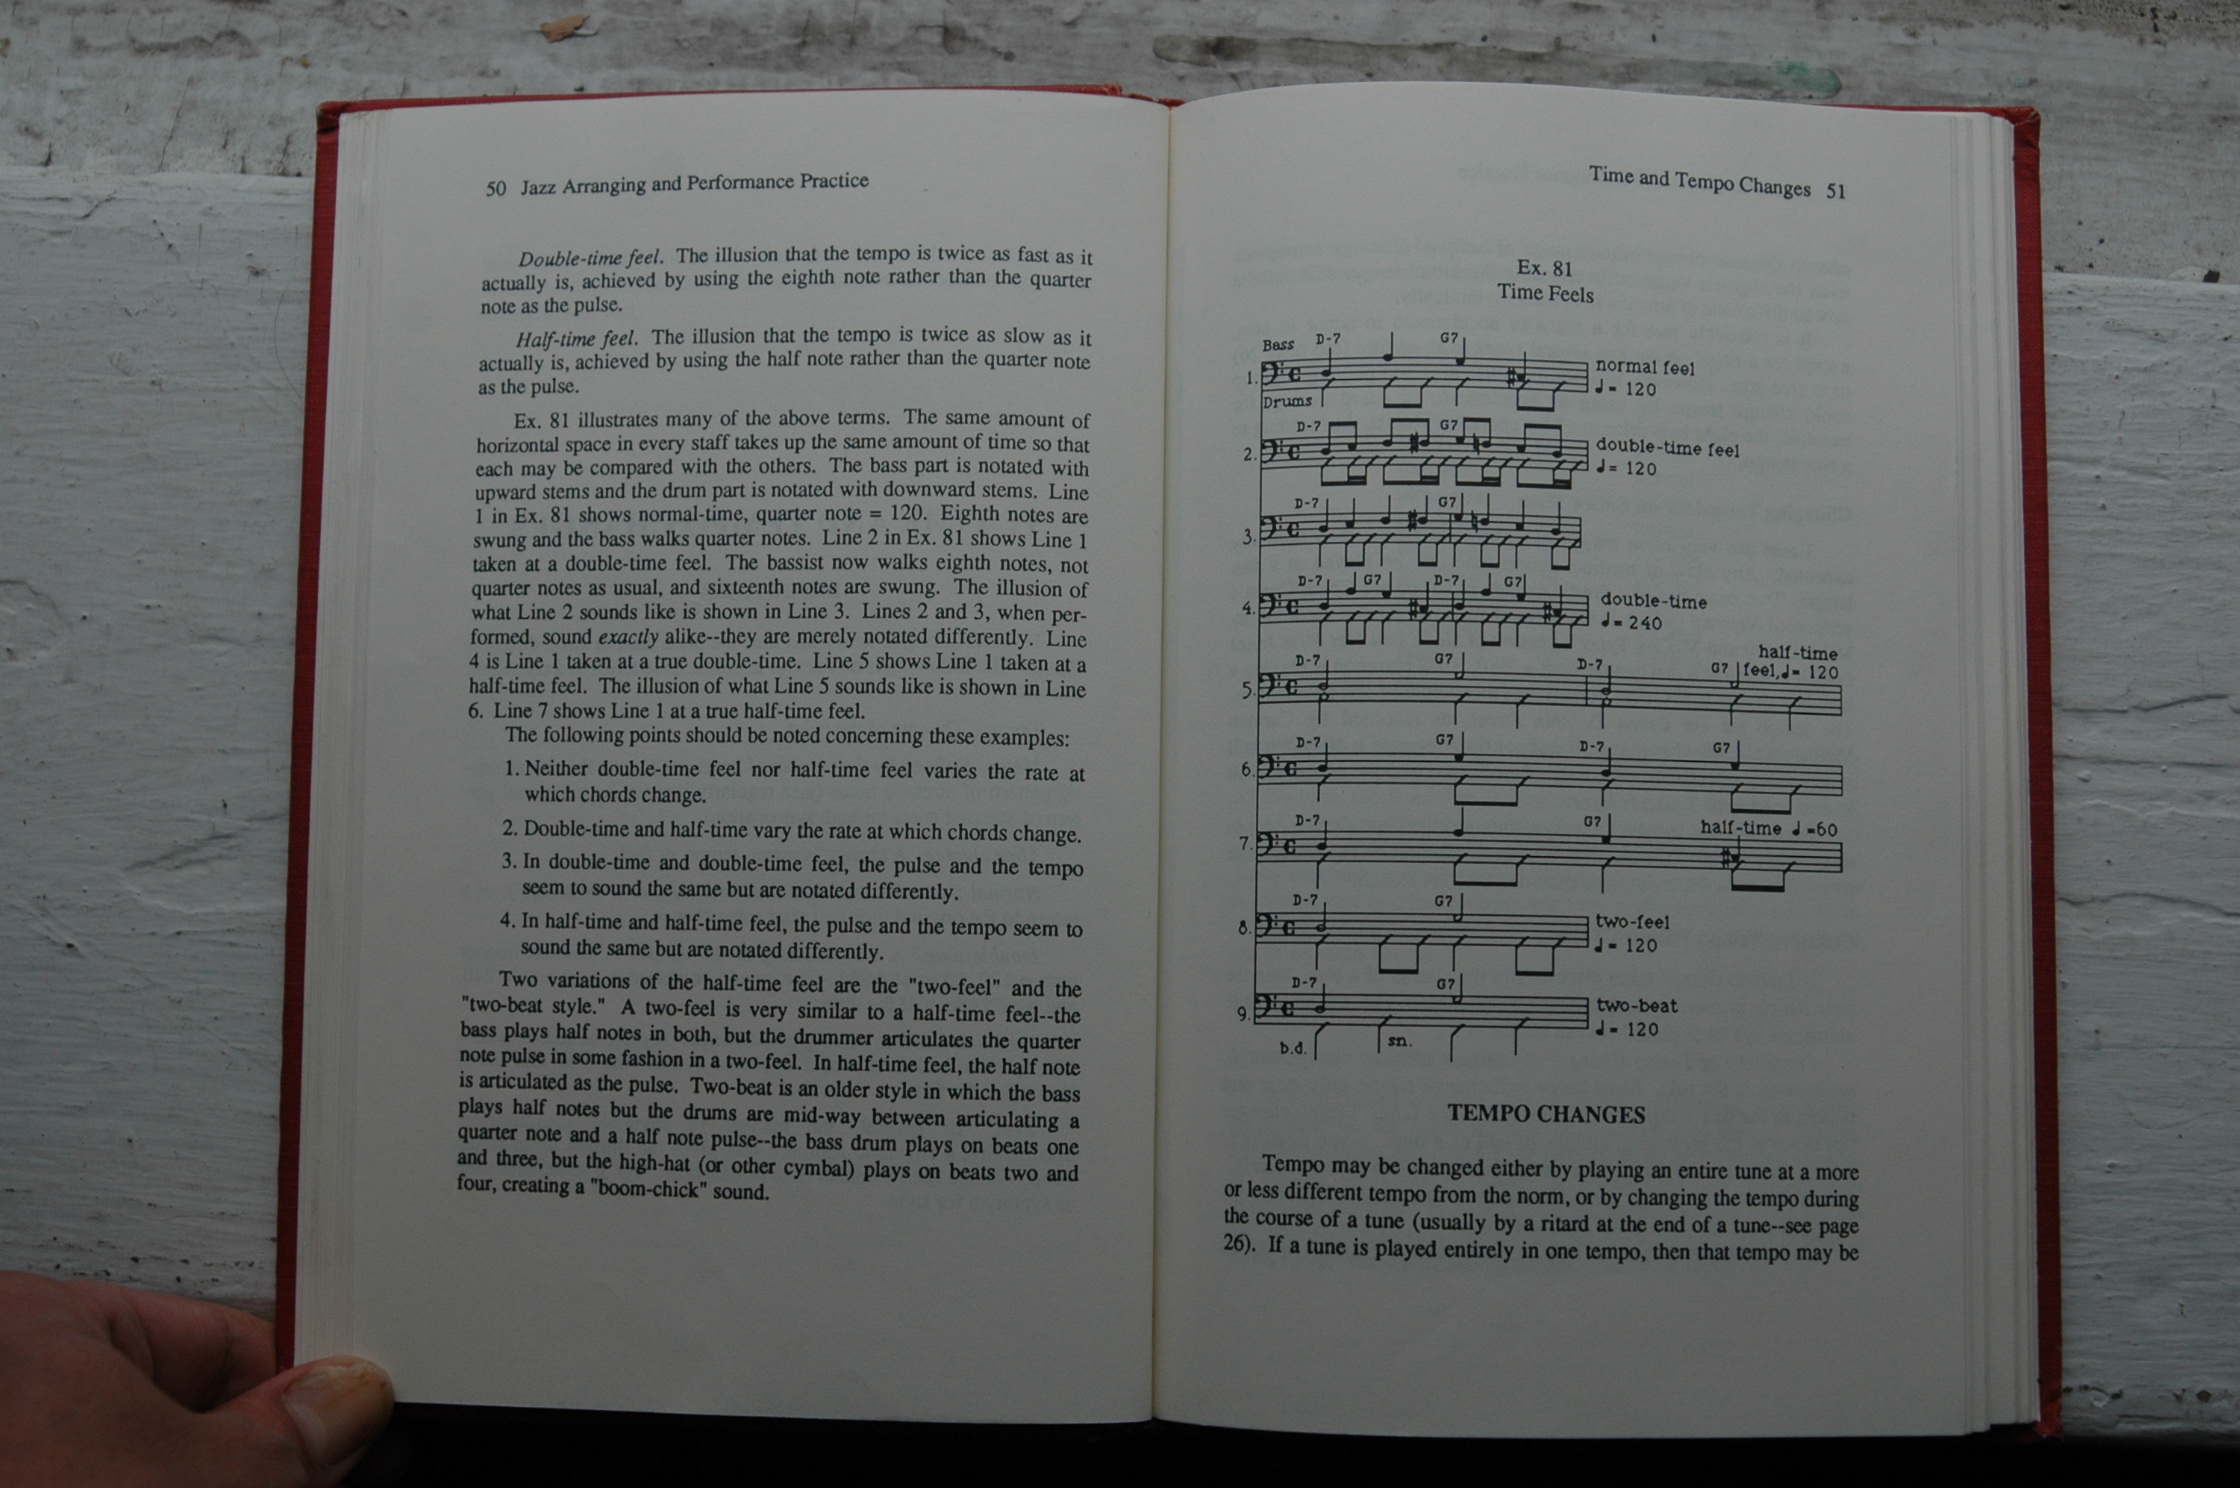 50 Jazz Arranging and Performance Practice
Double-time feel. The illusion that the tempo is twice as fast as it
actually is, achieved by using the eighth note rather than the quarter
note as the pulse.
Half-time feel. The illusion that the tempo is twice as slow as it
actually is, achieved by using the half note rather than the quarter note
as the pulse.
Ex. 81 illustrates many of the above terms. The same amount of
horizontal space in every staff takes up the same amount of time so that
each may be compared with the others. The bass part is notated with
upward stems and the drum part is notated with downward stems. Line
1 in Ex. 81 shows normal-time, quarter note = 120. Eighth notes are
swung and the bass walks quarter notes. Line 2 in Ex. 81 shows Line 1
taken at a double-time feel. The bassist now walks eighth notes, not
quarter notes as usual, and sixteenth notes are swung. The illusion of
what Line 2 sounds like is shown in Line 3. Lines 2 and 3, when per-
formed, sound exactly alike--they are merely notated differently. Line
4 is Line 1 taken at a true double-time. Line 5 shows Line 1 taken at a
half-time feel. The illusion of what Line 5 sounds like is shown in Line
6. Line 7 shows Line 1 at a true half-time feel.
The following points should be noted concerning these examples:
1. Neither double-time feel nor half-time feel varies the rate at
which chords change.
2. Double-time and half-time vary the rate at which chords change.
3. In double-time and double-time feel, the pulse and the tempo
seem to sound the same but are notated differently.
4. In half-time and half-time feel, the pulse and the tempo seem to
sound the same but are notated differently.
Two variations of the half-time feel are the "two-feel" and the
"two-beat style." A two-feel is very similar to a half-time feel--the
bass plays half notes in both, but the drummer articulates the quarter
note pulse in some fashion in a two-feel. In half-time feel, the half note
is articulated as the pulse. Two-beat is an older style in which the bass
plays half notes but the drums are mid-way between articulating a
quarter note and a half note pulse--the bass drum plays on beats one
and three, but the high-hat (or other cymbal) plays on beats two and
four, creating a "boom-chick" sound.
Time and Tempo Changes 51
Ex. 81
Time Feels
Bass D-7 G7
1. normal feel
Drums ♩= 120
D-7 G7
2. double-time feel
♩= 120
D-7 G7
3.
D-7 G7 D-7 G7
4. double-time
♩= 240
half-time
D-7 G7 D-7 G7 feel,♩= 120
5.
D-7 G7 D-7 G7
6.
D-7 G7 half-time ♩=60
7.
D-7 G7
8. two-feel
♩= 120
D-7 G7
9. two-beat
♩= 120
b.d. sn.
TEMPO CHANGES
Tempo may be changed either by playing an entire tune at a more
or less different tempo from the norm, or by changing the tempo during
the course of a tune (usually by a ritard at the end of a tune--see page
26). If a tune is played entirely in one tempo, then that tempo may be